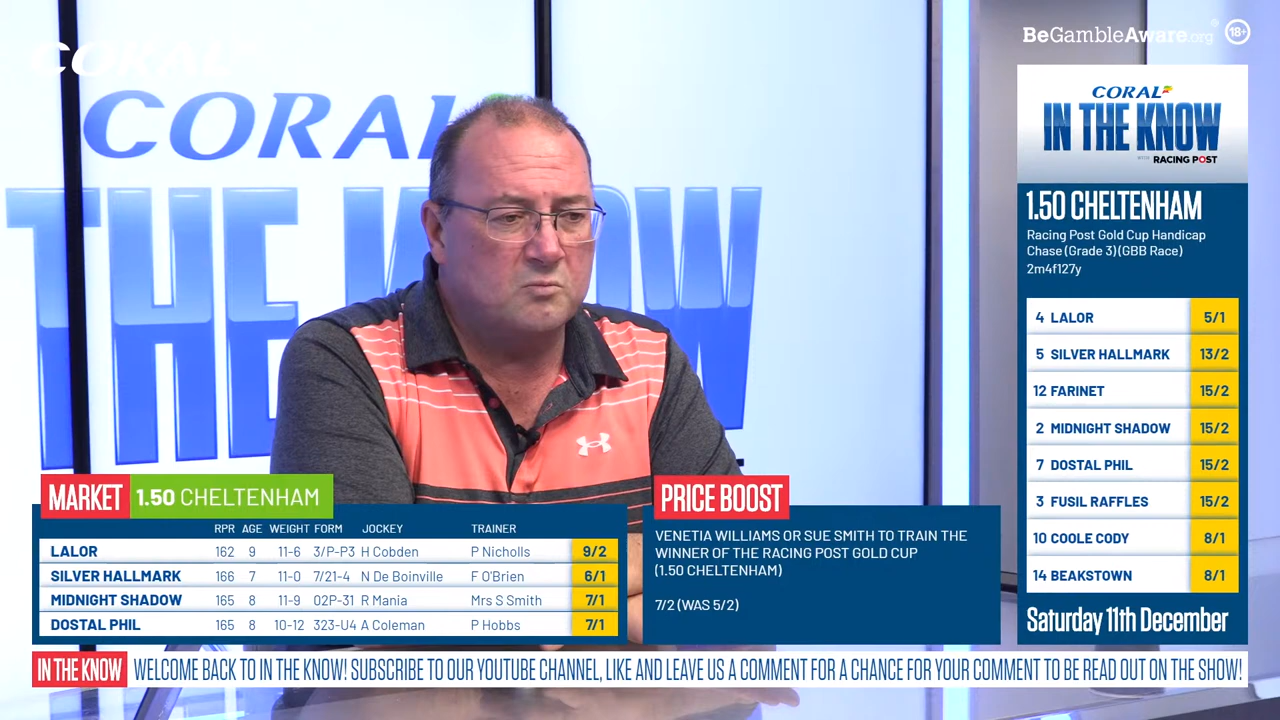 CORAL
BeGambleAware.org® 18+
CORAL
THE KNOW
CORAL
IN THE KNOW
WITH RACING POST
1.50 CHELTENHAM
Racing Post Gold Cup Handicap
Chase (Grade 3) (GBB Race)
2m4f127y
4 LALOR 5/1
5 SILVER HALLMARK 13/2
12 FARINET 15/2
2 MIDNIGHT SHADOW 15/2
7 DOSTAL PHIL 15/2
3 FUSIL RAFFLES 15/2
10 COOLE CODY 8/1
14 BEAKSTOWN 8/1
Saturday 11th December
MARKET 1.50 CHELTENHAM
RPR AGE WEIGHT FORM JOCKEY TRAINER
LALOR 162 9 11-6 3/P-P3 H Cobden P Nicholls 9/2
SILVER HALLMARK 166 7 11-0 7/21-4 N De Boinville F O'Brien 6/1
MIDNIGHT SHADOW 165 8 11-9 02P-31 R Mania Mrs S Smith 7/1
DOSTAL PHIL 165 8 10-12 323-U4 A Coleman P Hobbs 7/1
PRICE BOOST
VENETIA WILLIAMS OR SUE SMITH TO TRAIN THE
WINNER OF THE RACING POST GOLD CUP
(1.50 CHELTENHAM)
7/2 (WAS 5/2)
IN THE KNOW WELCOME BACK TO IN THE KNOW! SUBSCRIBE TO OUR YOUTUBE CHANNEL, LIKE AND LEAVE US A COMMENT FOR A CHANCE FOR YOUR COMMENT TO BE READ OUT ON THE SHOW!